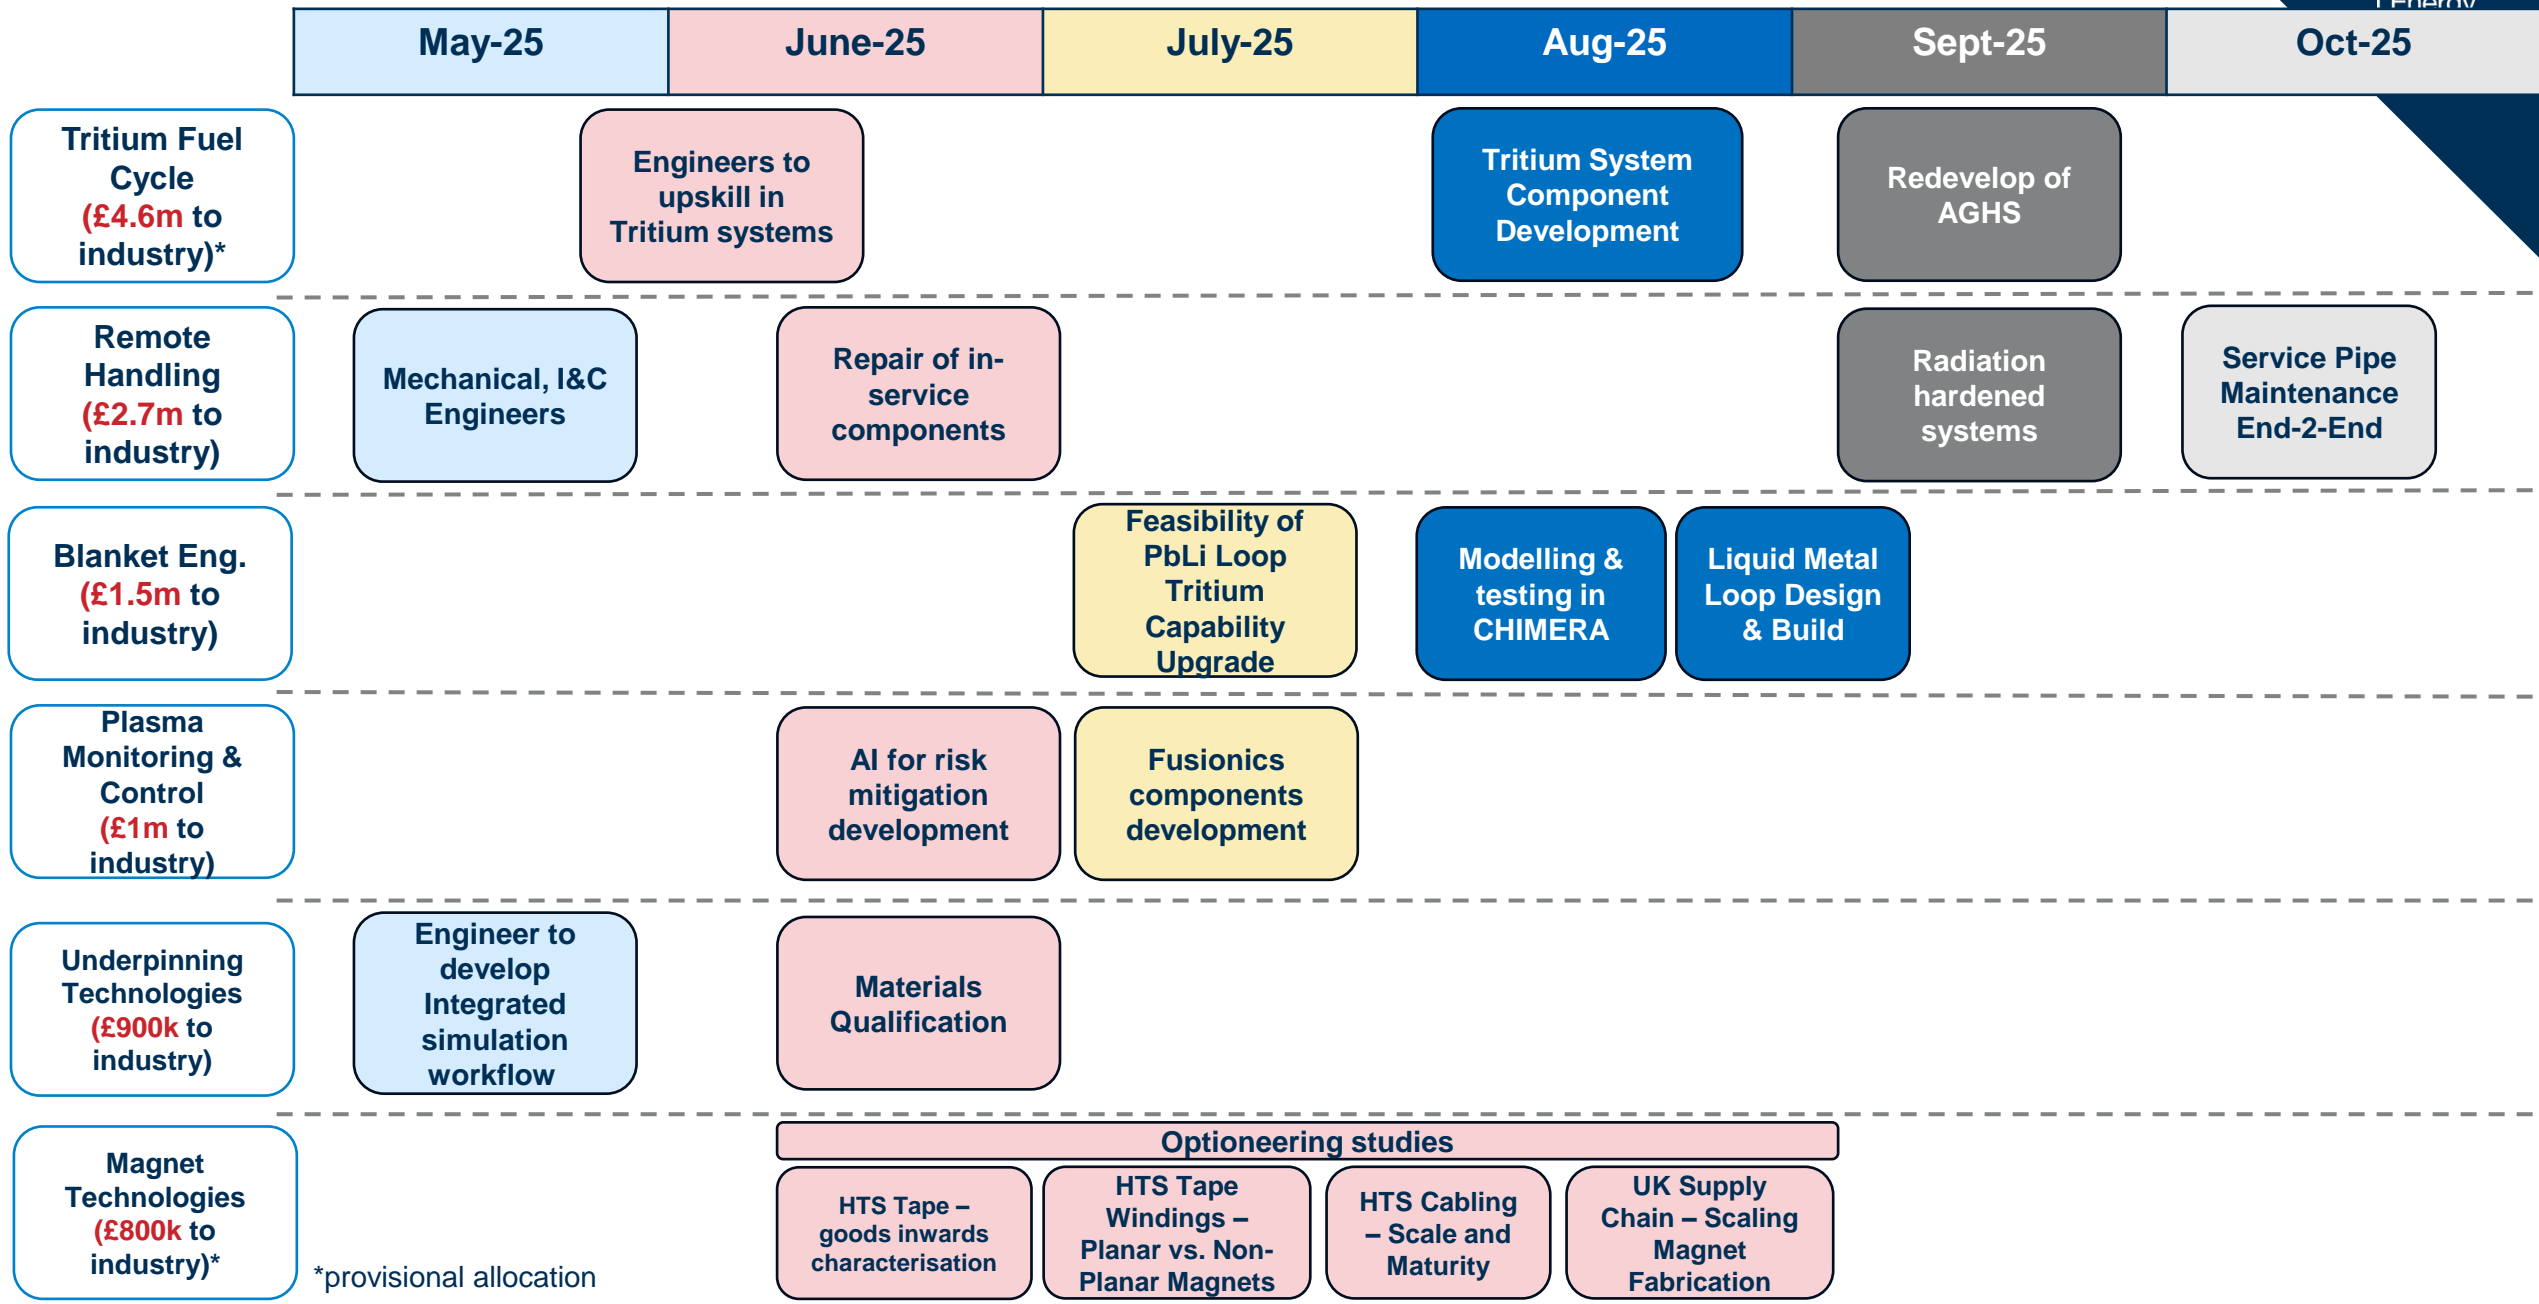 May-25
June-25
July-25
Aug-25
Sept-25
Oct-25
Tritium Fuel
Cycle
(£4.6m to
industry)*
Engineers to
upskill in
Tritium systems
Tritium System
Component
Development
Redevelop of
AGHS
Remote
Handling
(£2.7m to
industry)
Mechanical, I&C
Engineers
Repair of in-
service
components
Radiation
hardened
systems
Service Pipe
Maintenance
End-2-End
Blanket Eng.
(£1.5m to
industry)
Feasibility of
PbLi Loop
Tritium
Capability
Upgrade
Modelling &
testing in
CHIMERA
Liquid Metal
Loop Design
& Build
Plasma
Monitoring &
Control
(£1m to
industry)
AI for risk
mitigation
development
Fusionics
components
development
Underpinning
Technologies
(£900k to
industry)
Engineer to
develop
Integrated
simulation
workflow
Materials
Qualification
Magnet
Technologies
(£800k to
industry)*
*provisional allocation
Optioneering studies
HTS Tape –
goods inwards
characterisation
HTS Tape
Windings –
Planar vs. Non-
Planar Magnets
HTS Cabling
– Scale and
Maturity
UK Supply
Chain – Scaling
Magnet
Fabrication